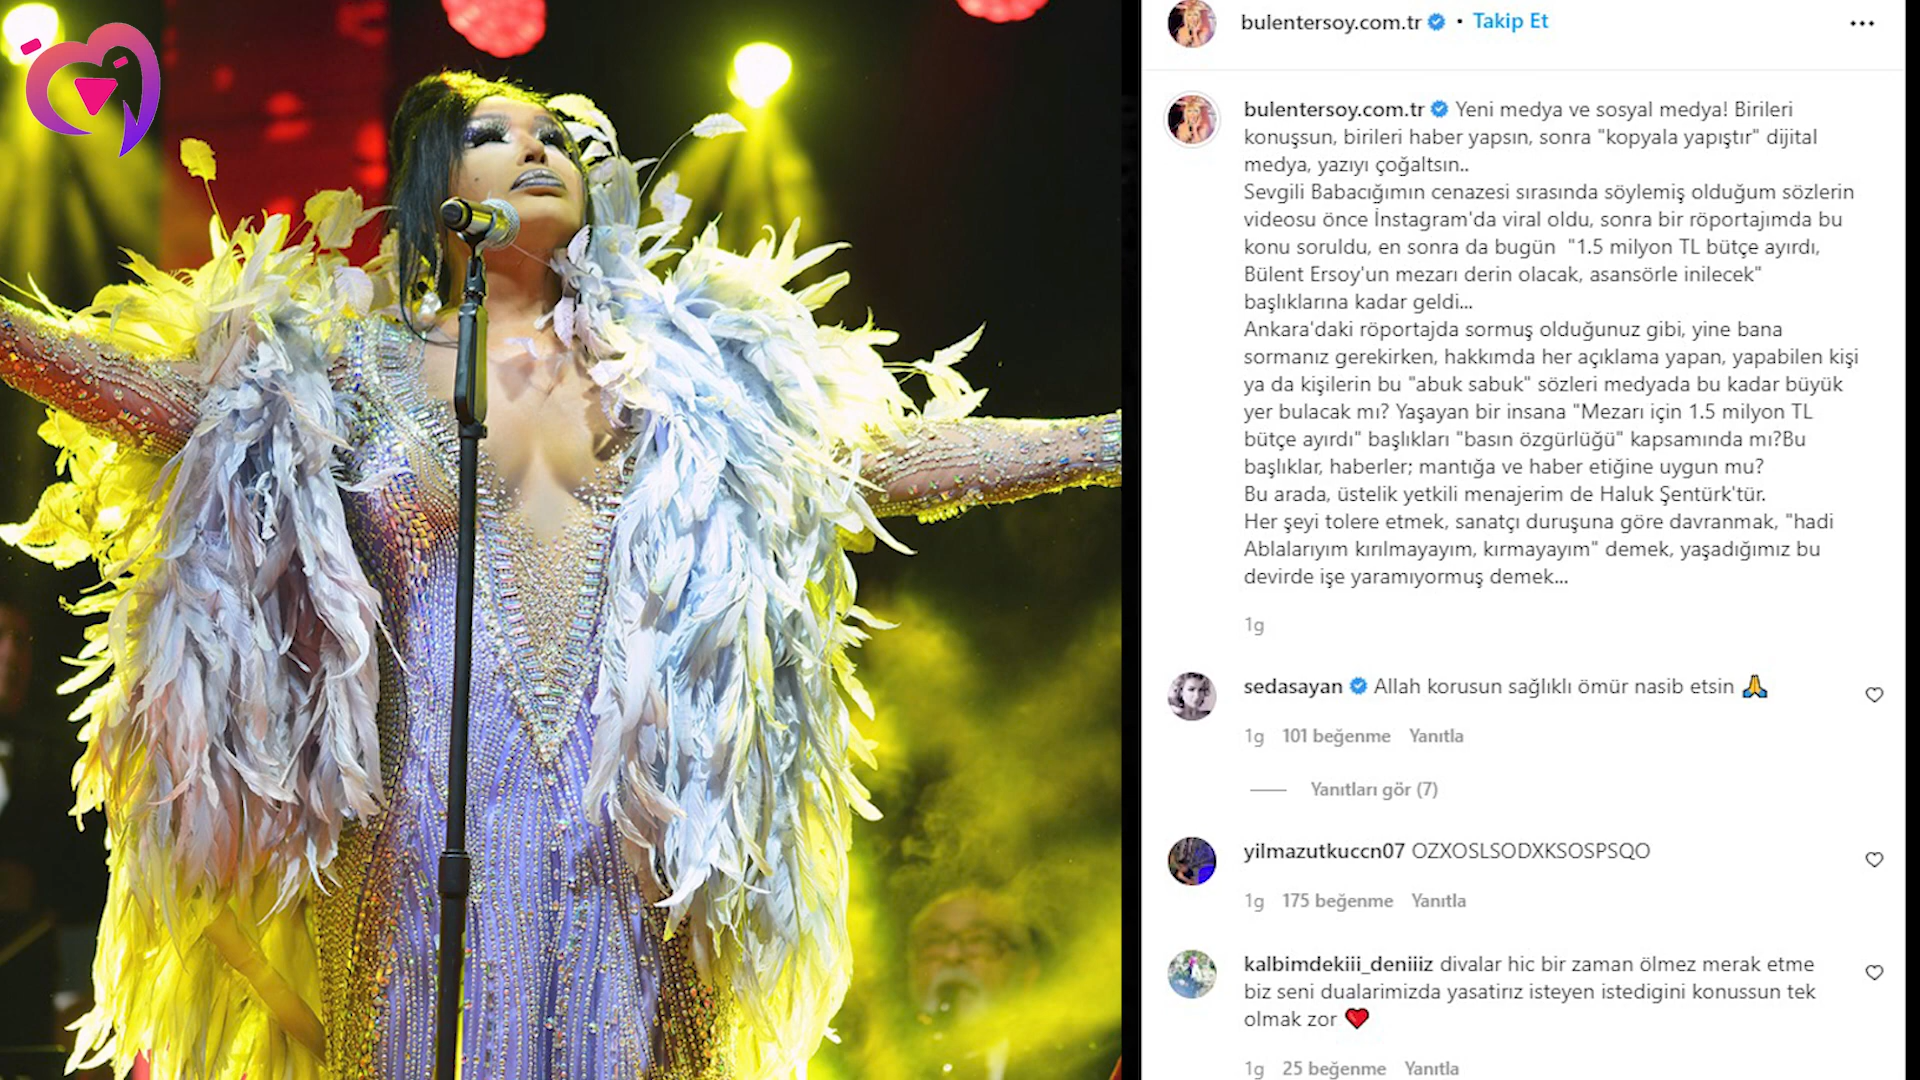 bulentersoy.com.tr • Takip Et
bulentersoy.com.tr Yeni medya ve sosyal medya! Birileri
konuşsun, birileri haber yapsın, sonra "kopyala yapıştır" dijital
medya, yazıyı çoğaltsın..
Sevgili Babacığımın cenazesi sırasında söylemiş olduğum sözlerin
videosu önce İnstagram'da viral oldu, sonra bir röportajımda bu
konu soruldu, en sonra da bugün "1.5 milyon TL bütçe ayırdı,
Bülent Ersoy'un mezarı derin olacak, asansörle inilecek"
başlıklarına kadar geldi...
Ankara'daki röportajda sormuş olduğunuz gibi, yine bana
sormanız gerekirken, hakkımda her açıklama yapan, yapabilen kişi
ya da kişilerin bu "abuk sabuk" sözleri medyada bu kadar büyük
yer bulacak mı? Yaşayan bir insana "Mezarı için 1.5 milyon TL
bütçe ayırdı" başlıkları "basın özgürlüğü" kapsamında mı?Bu
başlıklar, haberler; mantığa ve haber etiğine uygun mu?
Bu arada, üstelik yetkili menajerim de Haluk Şentürk'tür.
Her şeyi tolere etmek, sanatçı duruşuna göre davranmak, "hadi
Ablalarıyım kırılmayayım, kırmayayım" demek, yaşadığımız bu
devirde işe yaramıyormuş demek...
1g
sedasayan Allah korusun sağlıklı ömür nasib etsin 🙏
1g 101 beğenme Yanıtla
Yanıtları gör (7)
yilmazutkuccn07 OZXOSLSODXKSOSPSQO
1g 175 beğenme Yanıtla
kalbimdekiii_deniiiz divalar hic bir zaman ölmez merak etme
biz seni dualarimizda yasatirız isteyen istedigini konussun tek
olmak zor ❤️
1g 25 beğenme Yanıtla